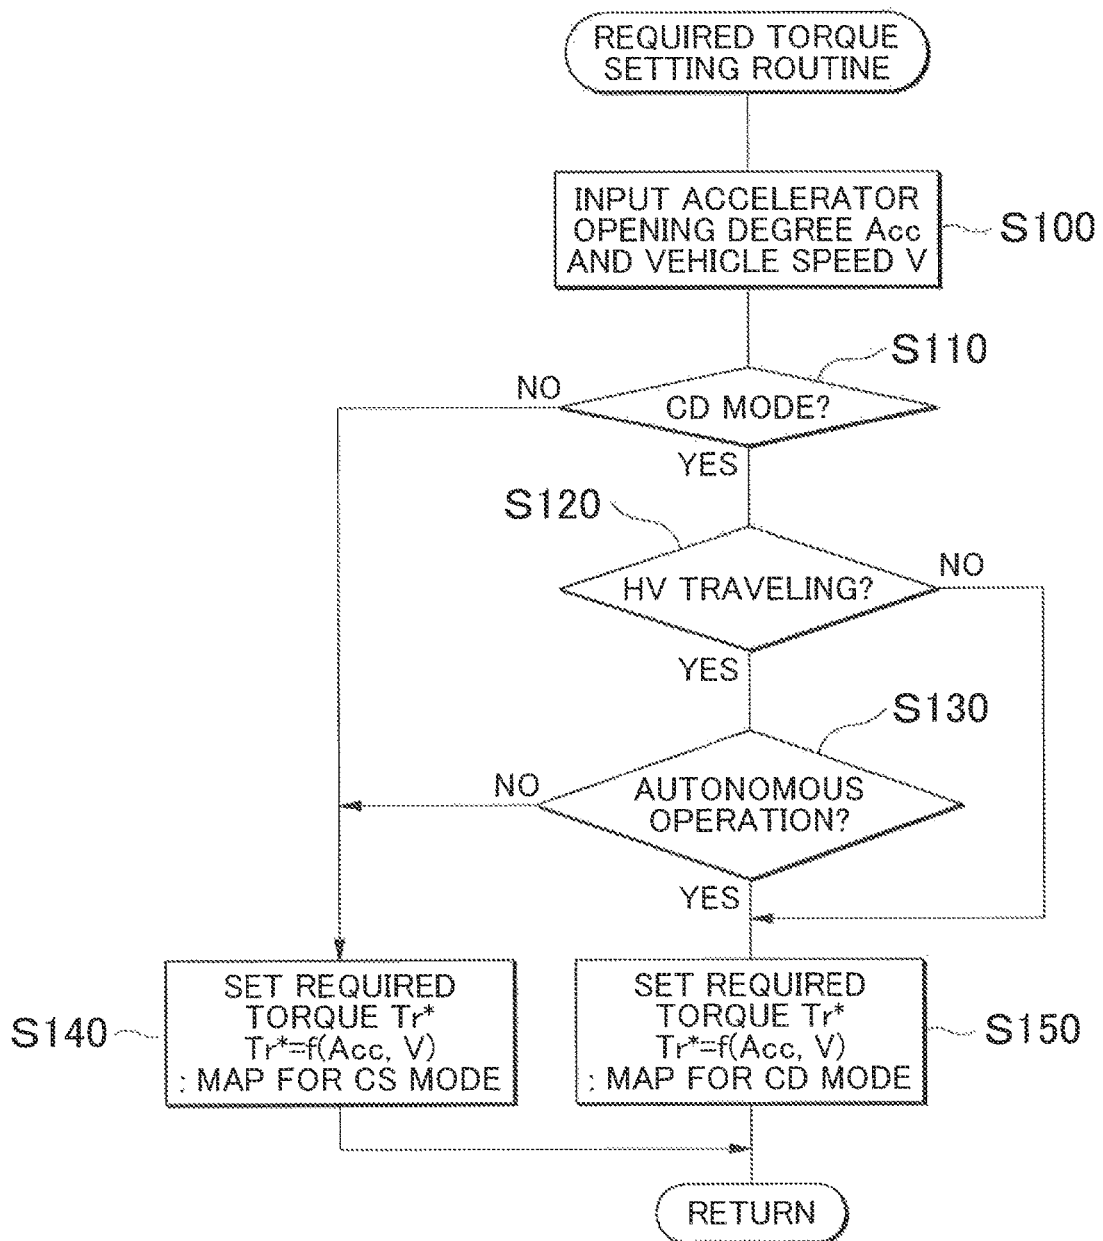 REQUIRED TORQUE
SETTING ROUTINE
INPUT ACCELERATOR
OPENING DEGREE Acc
AND VEHICLE SPEED V
S100
S110
NO
CD MODE?
YES
S120
NO
HV TRAVELING?
YES
S130
NO
AUTONOMOUS
OPERATION?
YES
S140
SET REQUIRED
TORQUE Tr*
Tr*=f(Acc, V)
: MAP FOR CS MODE
SET REQUIRED
TORQUE Tr*
Tr*=f(Acc, V)
: MAP FOR CD MODE
S150
RETURN